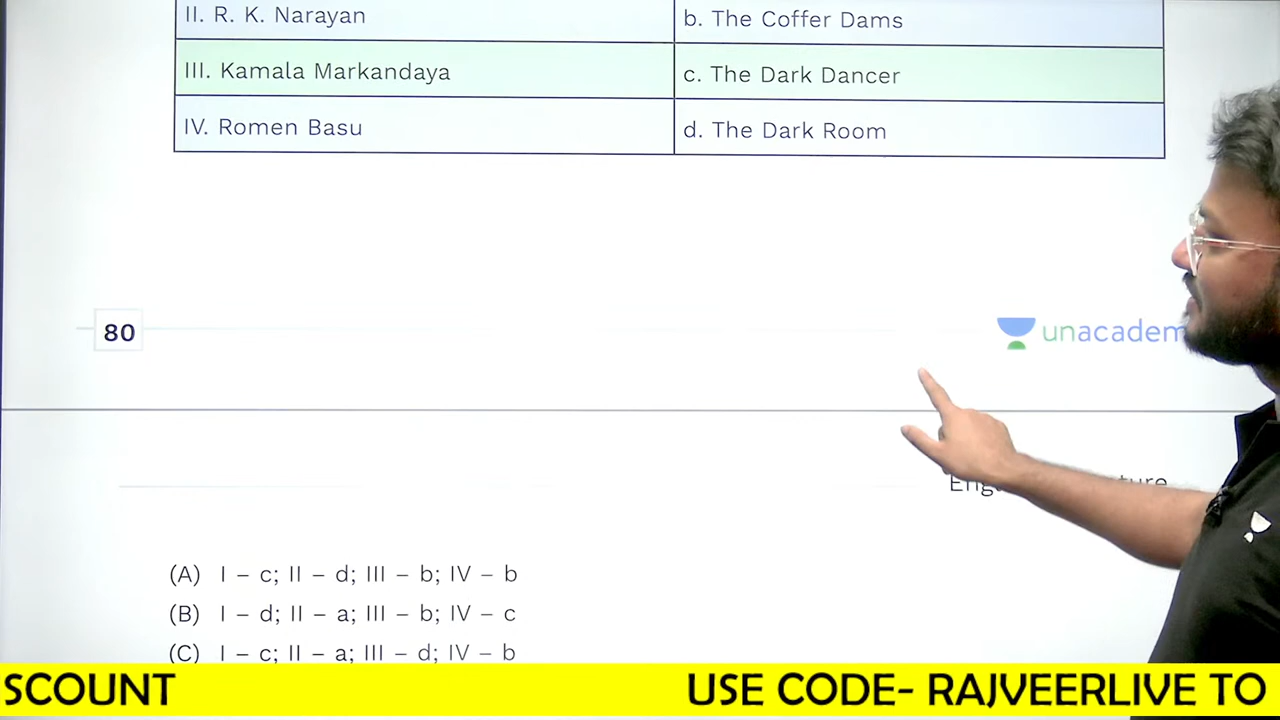 II. R. K. Narayan b. The Coffer Dams
III. Kamala Markandaya c. The Dark Dancer
IV. Romen Basu d. The Dark Room
80
unacadem
(A) I – c; II – d; III – b; IV – b
(B) I – d; II – a; III – b; IV – c
(C) I – c; II – a; III – d; IV – b
SCOUNT USE CODE- RAJVEERLIVE TO